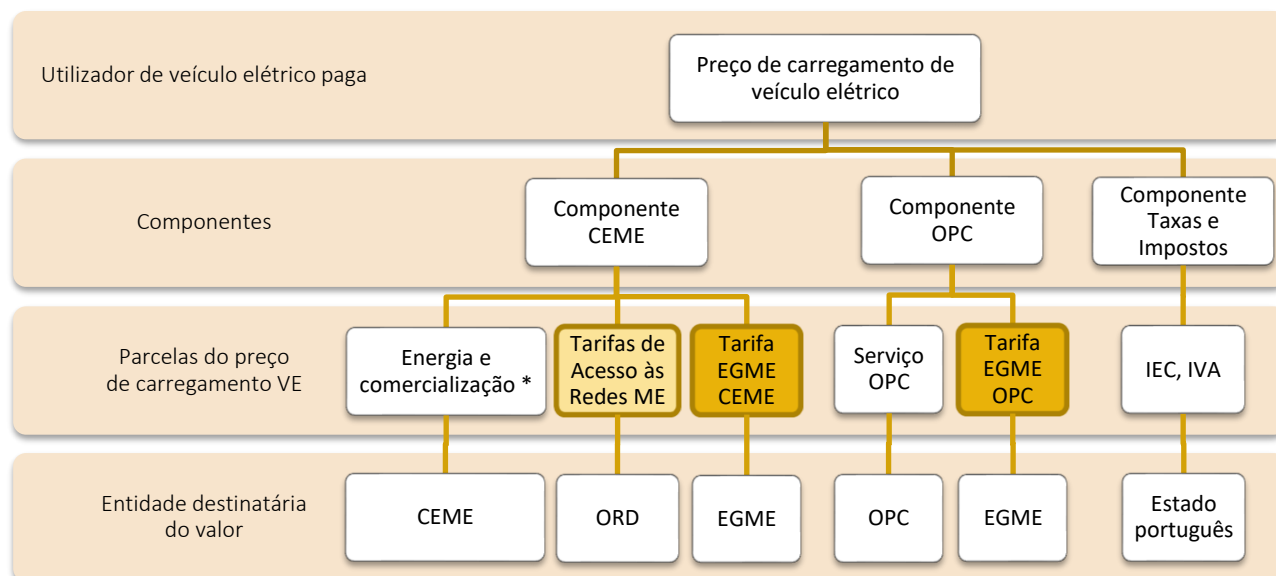 Utilizador de veículo elétrico paga
Preço de carregamento de
veículo elétrico
Componentes
Componente
CEME
Componente
OPC
Componente
Taxas e
Impostos
Parcelas do preço
de carregamento VE
Energia e
comercialização *
Tarifas de
Acesso às
Redes ME
Tarifa
EGME
CEME
Serviço
OPC
Tarifa
EGME
OPC
IEC, IVA
Entidade destinatária
do valor
CEME
ORD
EGME
OPC
EGME
Estado
português